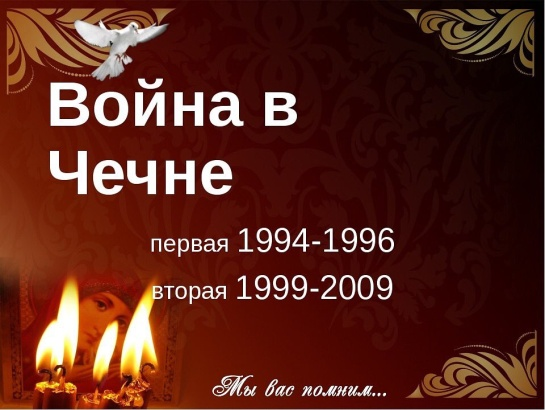 Война в
Чечне
первая 1994-1996
вторая 1999-2009
Мы вас помним...